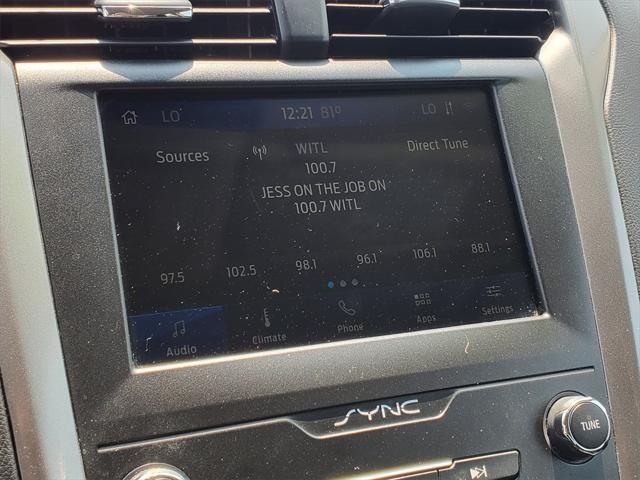 LO 12:21 81° LO
Sources WITL Direct Tune
100.7
JESS ON THE JOB ON
100.7 WITL
97.5 102.5 98.1 96.1 106.1 88.1
Audio Climate Phone Apps Settings
SYNC
TUNE